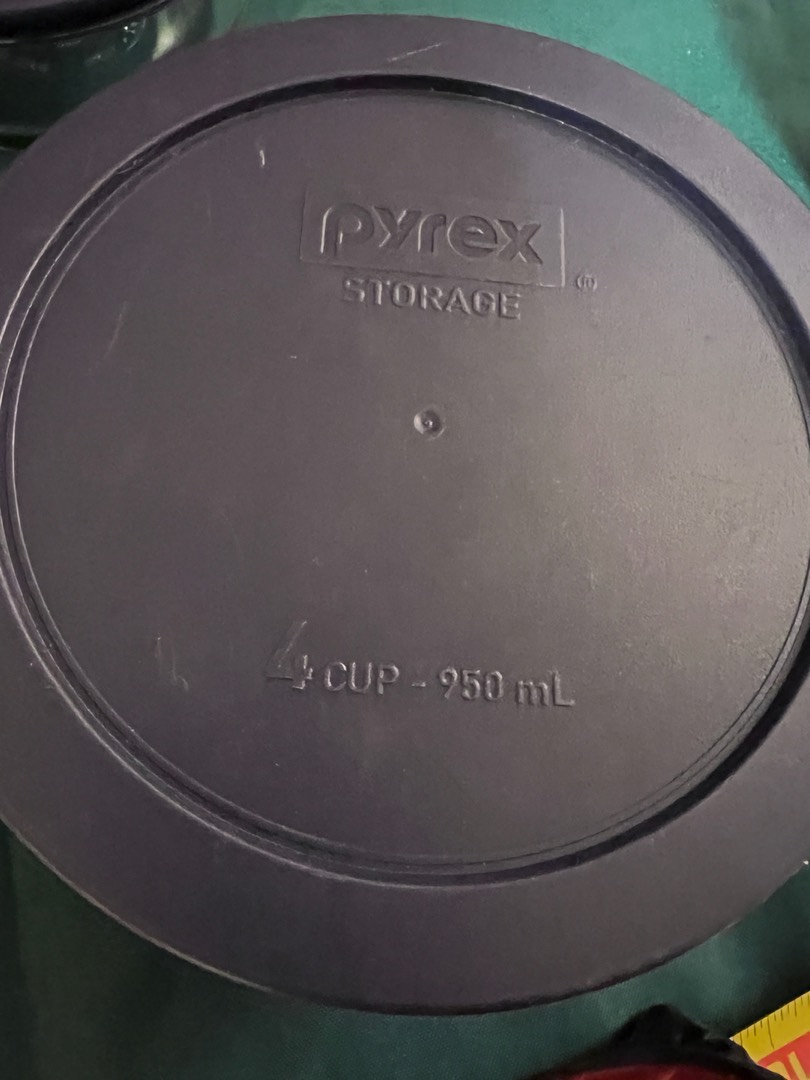 pyrex
®
STORAGE
4 CUP - 950 mL